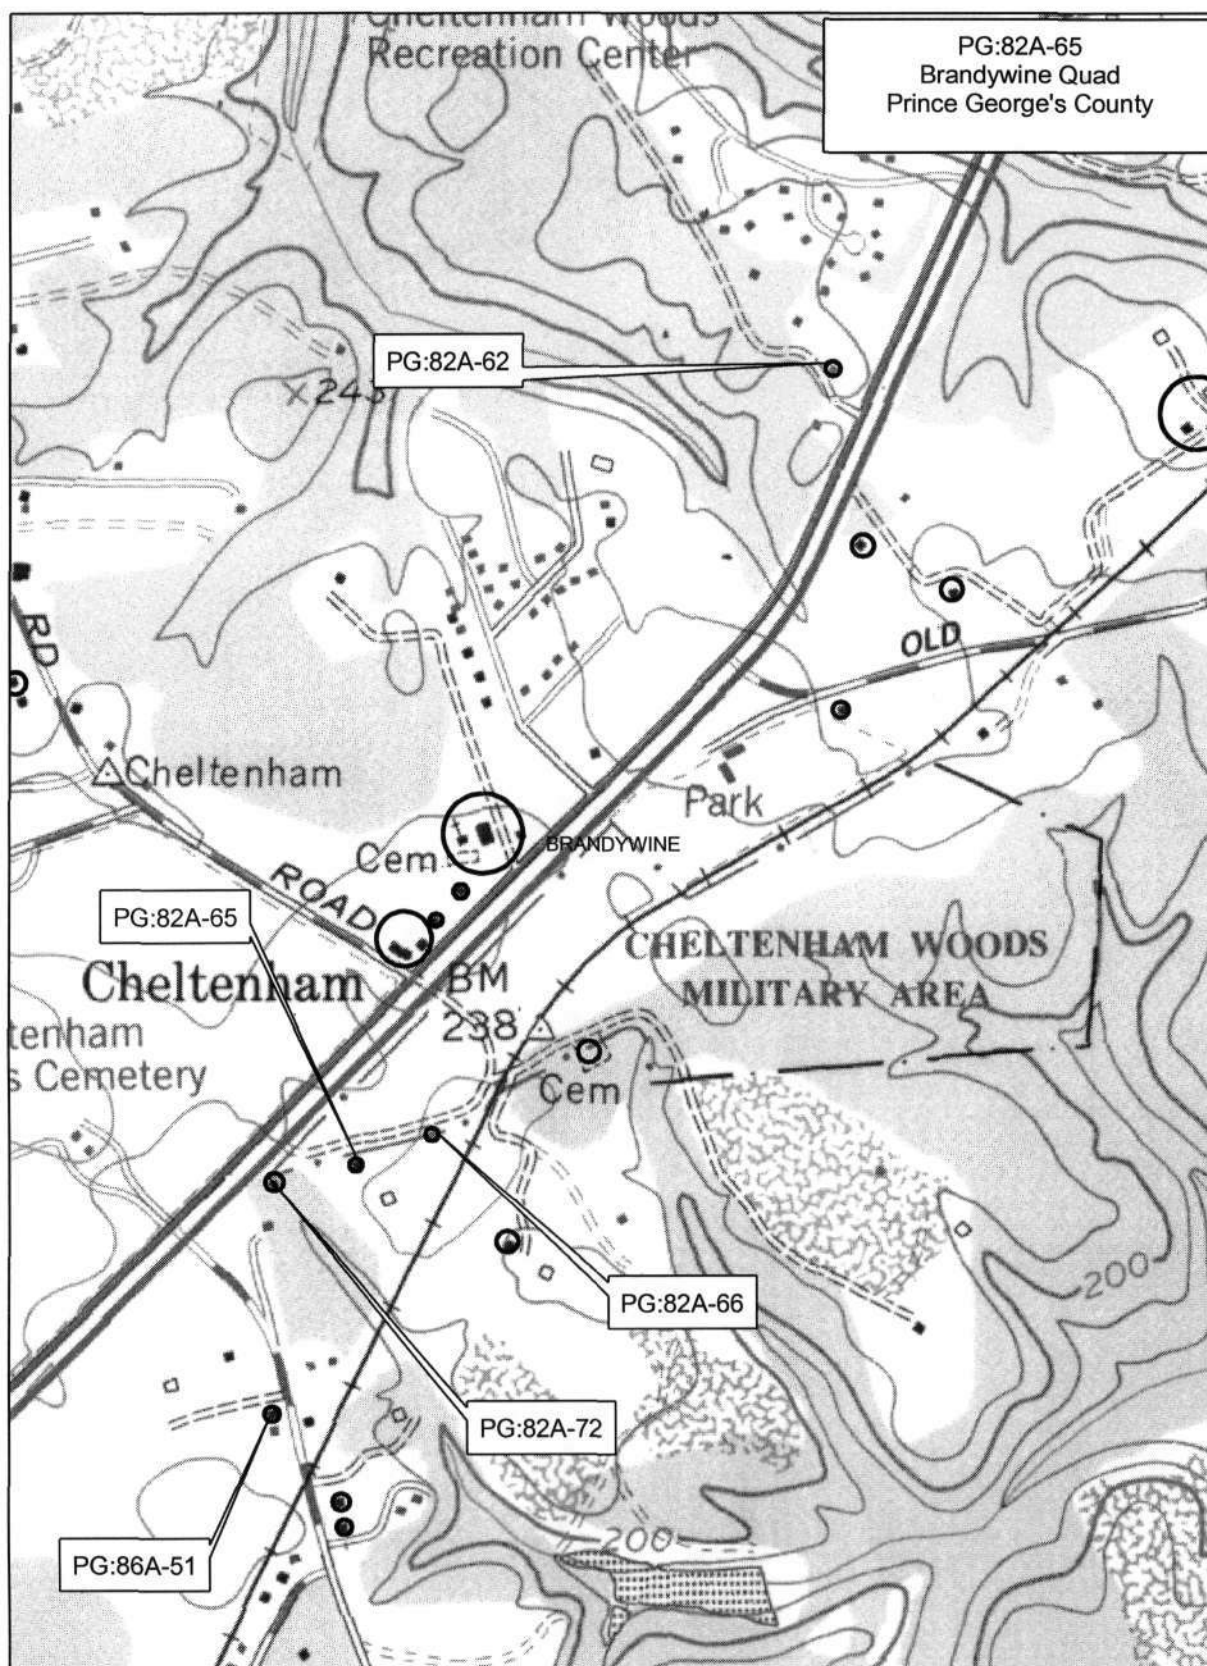 Cheltenham Woods
Recreation Center
PG:82A-65
Brandywine Quad
Prince George's County
PG:82A-62
×243
RD
OLD
Cheltenham
Park
Cem
BRANDYWINE
ROAD
PG:82A-65
CHELTENHAM WOODS
MILITARY AREA
Cheltenham
BM
238
tenham
s Cemetery
Cem
200
PG:82A-66
PG:82A-72
PG:86A-51
200